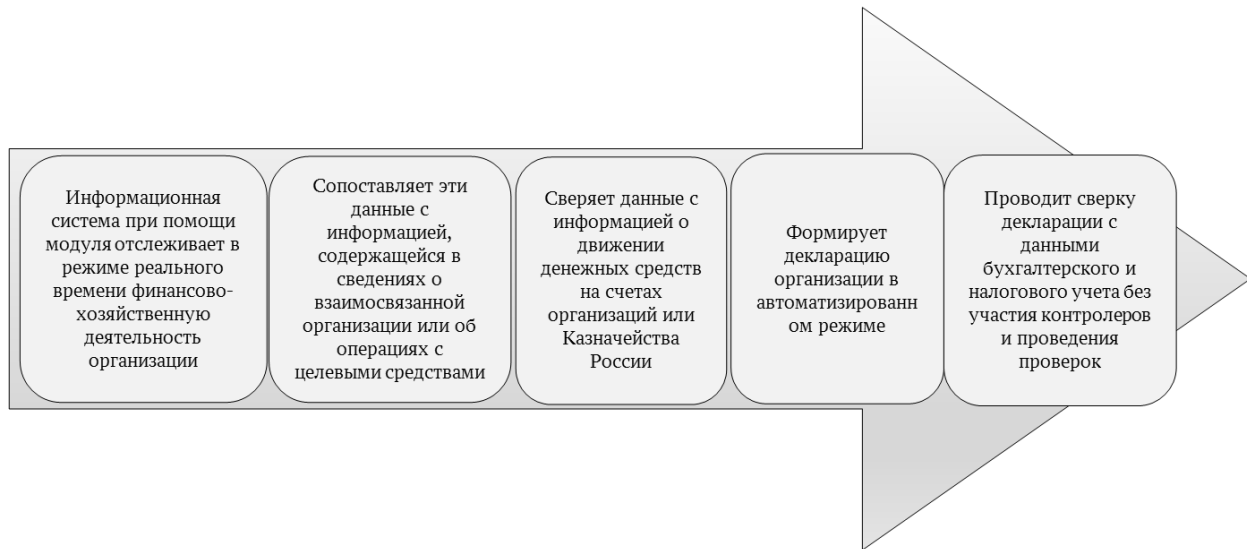 Информационная
система при помощи
модуля отслеживает в
режиме реального
времени финансово-
хозяйственную
деятельность
организации
Сопоставляет эти
данные с
информацией,
содержащейся в
сведениях о
взаимосвязанной
организации или об
операциях с
целевыми средствами
Сверяет данные с
информацией о
движении
денежных средств
на счетах
организаций или
Казначейства
России
Формирует
декларацию
организации в
автоматизированн
ом режиме
Проводит сверку
декларации с
данными
бухгалтерского и
налогового учета без
участия контролеров
и проведения
проверок